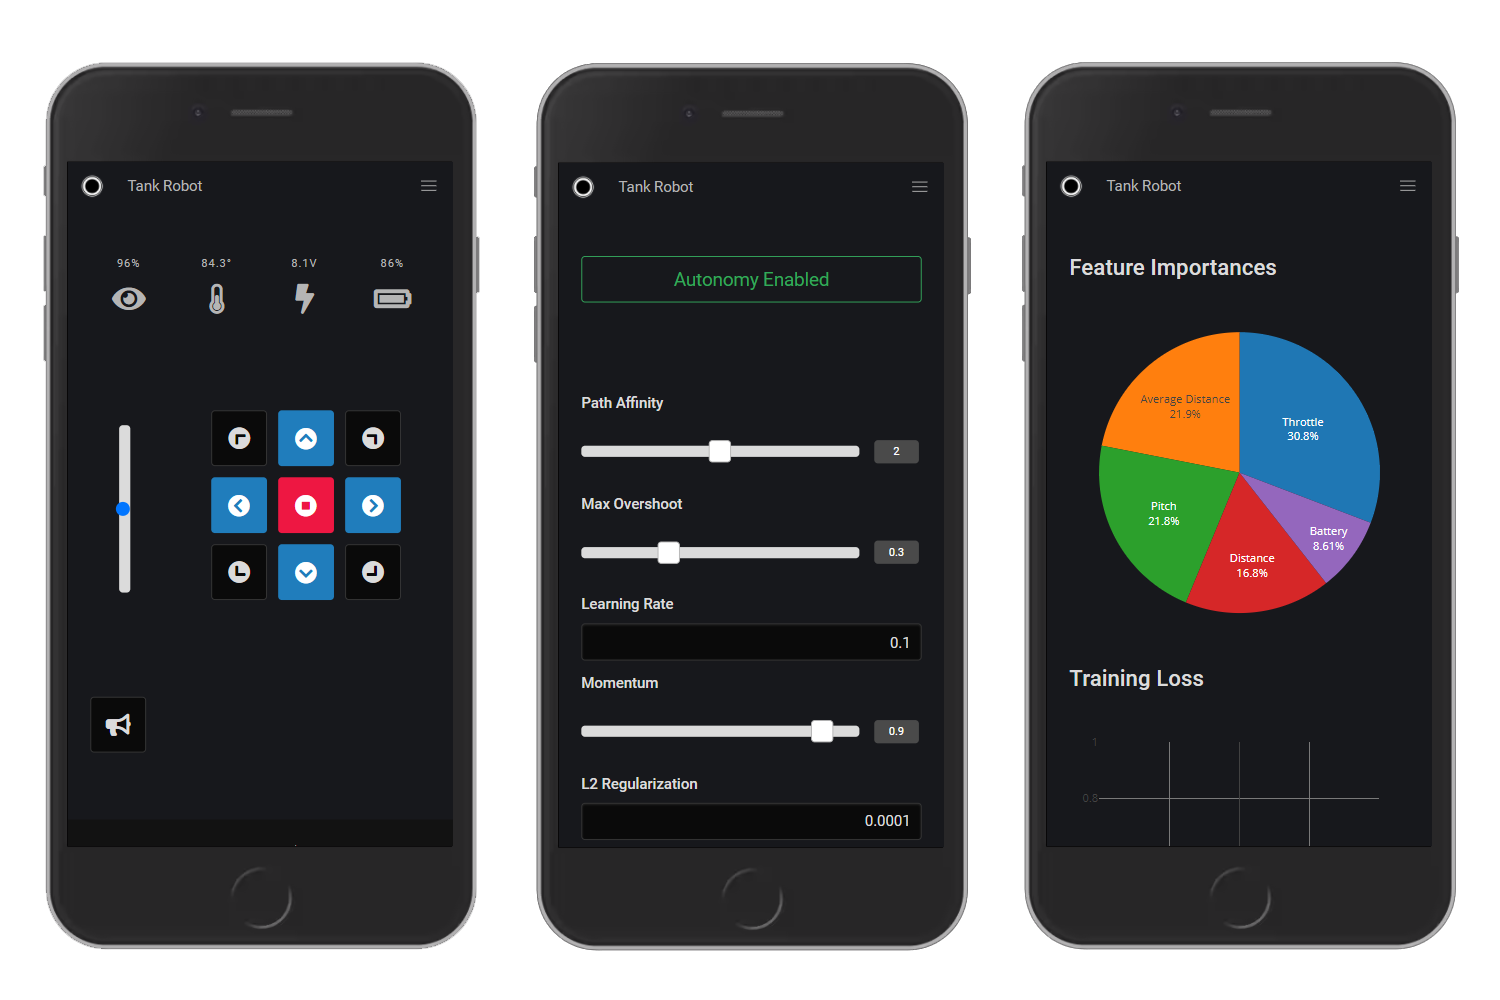 Tank Robot
96% 84.3° 8.1V 86%
Tank Robot
Autonomy Enabled
Path Affinity
2
Max Overshoot
0.3
Learning Rate
0.1
Momentum
0.9
L2 Regularization
0.0001
Tank Robot
Feature Importances
Average Distance
21.9%
Throttle
30.8%
Pitch
21.8%
Battery
8.61%
Distance
16.8%
Training Loss
1
0.8